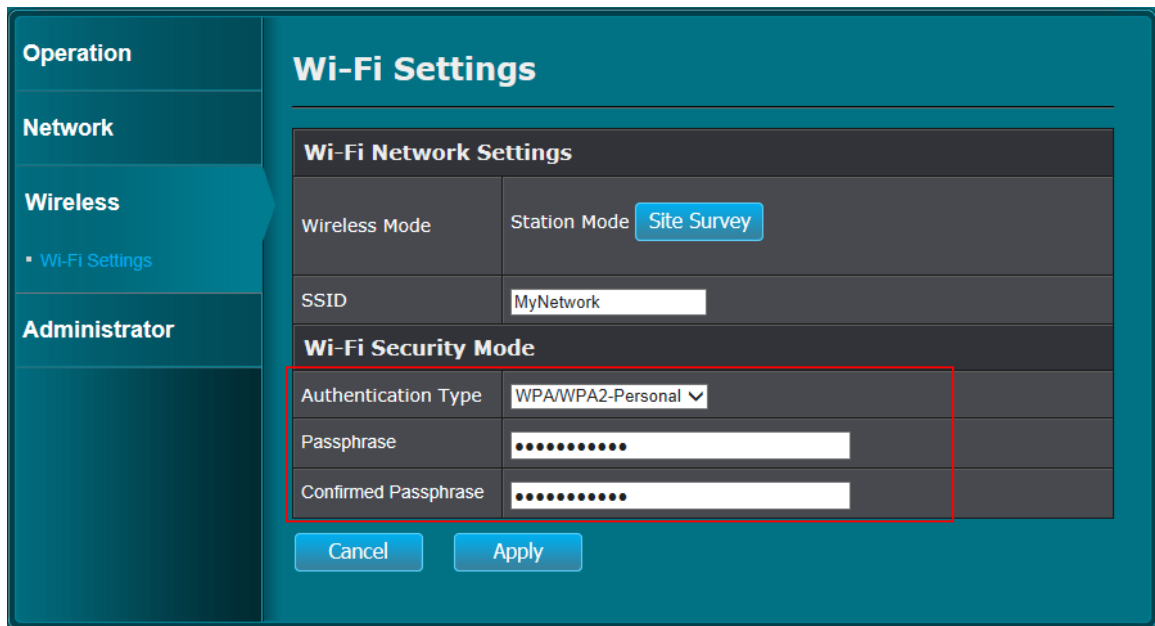 Operation
Network
Wireless
Wi-Fi Settings
Administrator
Wi-Fi Settings
Wi-Fi Network Settings
Wireless Mode Station Mode Site Survey
SSID MyNetwork
Wi-Fi Security Mode
Authentication Type WPA/WPA2-Personal
Passphrase •••••••••••
Confirmed Passphrase •••••••••••
Cancel Apply